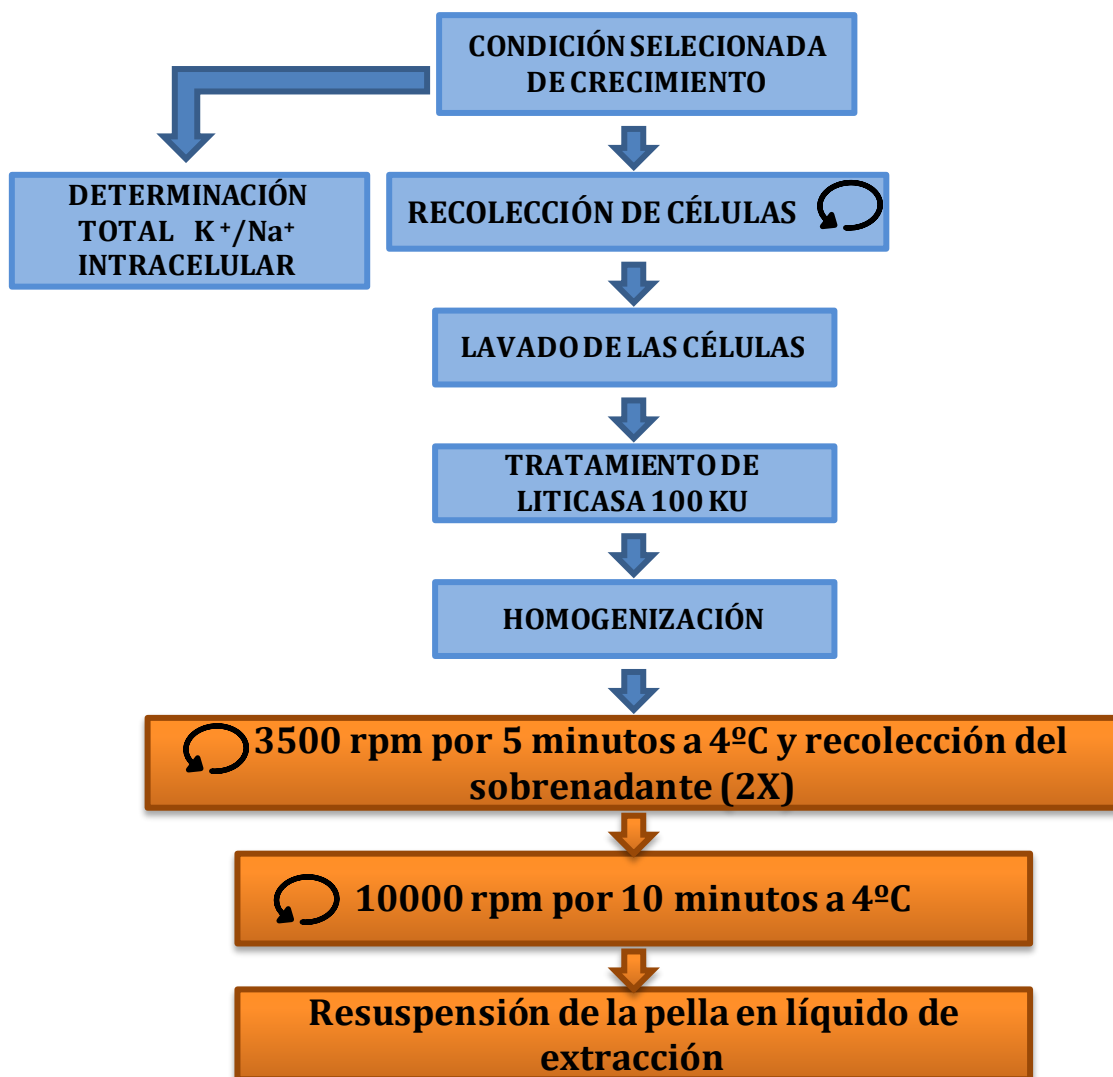 CONDICIÓN SELECIONADA
DE CRECIMIENTO
DETERMINACIÓN
TOTAL K⁺/Na⁺
INTRACELULAR
RECOLECCIÓN DE CÉLULAS
LAVADO DE LAS CÉLULAS
TRATAMIENTO DE
LITICASA 100 KU
HOMOGENIZACIÓN
3500 rpm por 5 minutos a 4ºC y recolección del
sobrenadante (2X)
10000 rpm por 10 minutos a 4ºC
Resuspensión de la pella en líquido de
extracción